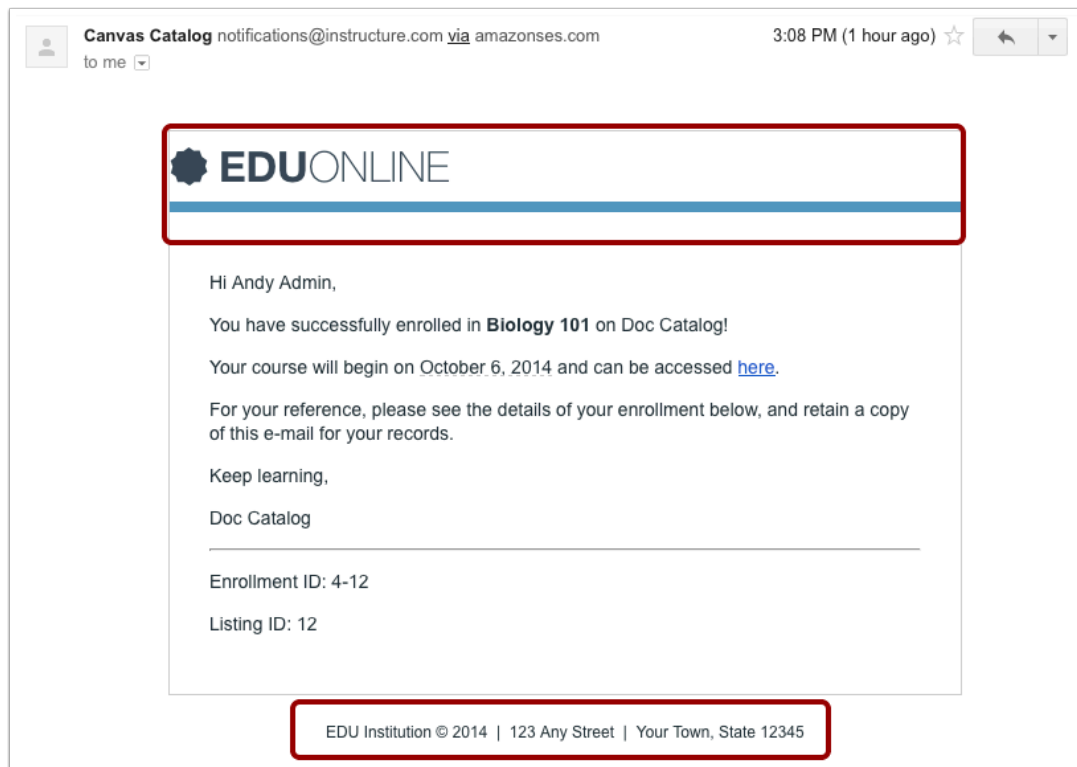 Canvas Catalog notifications@instructure.com via amazonses.com 3:08 PM (1 hour ago)
to me
EDUONLINE
Hi Andy Admin,
You have successfully enrolled in Biology 101 on Doc Catalog!
Your course will begin on October 6, 2014 and can be accessed here.
For your reference, please see the details of your enrollment below, and retain a copy
of this e-mail for your records.
Keep learning,
Doc Catalog
Enrollment ID: 4-12
Listing ID: 12
EDU Institution © 2014 | 123 Any Street | Your Town, State 12345